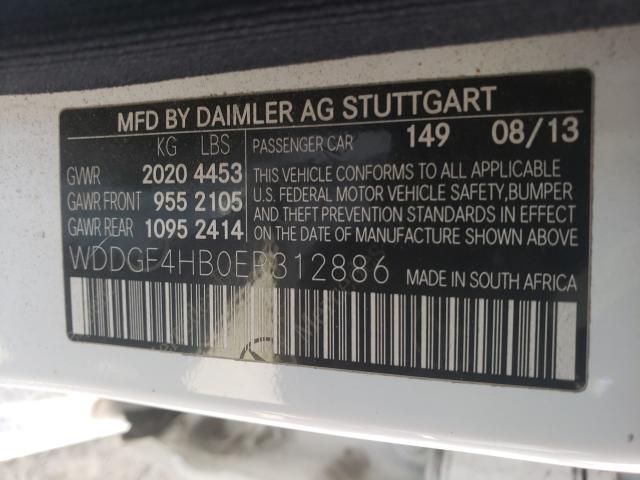 MFD BY DAIMLER AG STUTTGART
KG LBS PASSENGER CAR 149 08/13
GVWR 2020 4453
GAWR FRONT 955 2105
GAWR REAR 1095 2414
THIS VEHICLE CONFORMS TO ALL APPLICABLE
U.S. FEDERAL MOTOR VEHICLE SAFETY,BUMPER
AND THEFT PREVENTION STANDARDS IN EFFECT
ON THE DATE OF MANUFACTURE SHOWN ABOVE
WDDGF4HB0ER312886 MADE IN SOUTH AFRICA